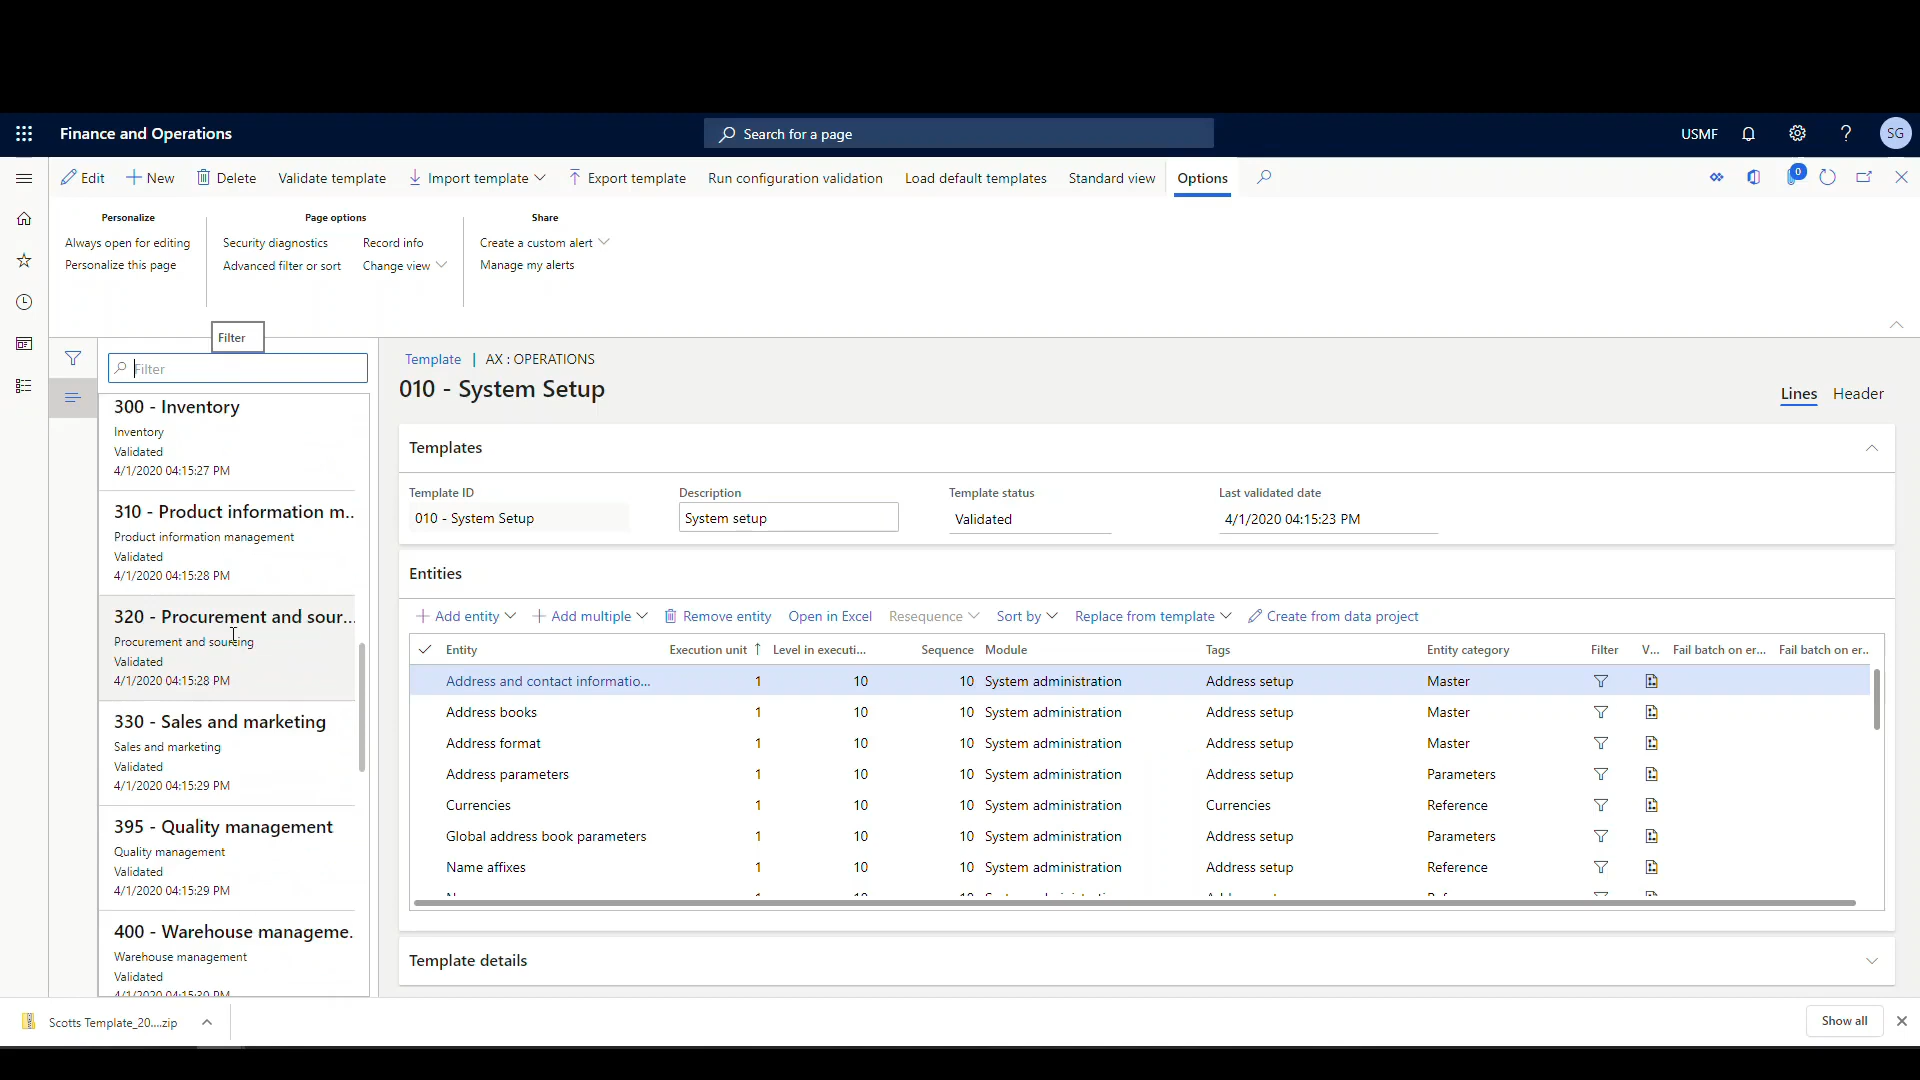 Finance and Operations
Search for a page
USMF
SG
Edit
New
Delete
Validate template
Import template
Export template
Run configuration validation
Load default templates
Standard view
Options
0
Personalize
Always open for editing
Personalize this page
Page options
Security diagnostics
Record info
Advanced filter or sort
Change view
Share
Create a custom alert
Manage my alerts
Filter
Filter
300 - Inventory
Inventory
Validated
4/1/2020 04:15:27 PM
310 - Product information m..
Product information management
Validated
4/1/2020 04:15:28 PM
320 - Procurement and sour...
Procurement and sourcing
Validated
4/1/2020 04:15:28 PM
330 - Sales and marketing
Sales and marketing
Validated
4/1/2020 04:15:29 PM
395 - Quality management
Quality management
Validated
4/1/2020 04:15:29 PM
400 - Warehouse manageme.
Warehouse management
Validated
4/1/2020 04:15:30 PM
Template | AX : OPERATIONS
010 - System Setup
Lines
Header
Templates
Template ID
010 - System Setup
Description
System setup
Template status
Validated
Last validated date
4/1/2020 04:15:23 PM
Entities
Add entity
Add multiple
Remove entity
Open in Excel
Resequence
Sort by
Replace from template
Create from data project
Entity Execution unit Level in executi... Sequence Module Tags Entity category Filter V... Fail batch on er... Fail batch on er..
Address and contact informatio... 1 10 10 System administration Address setup Master
Address books 1 10 10 System administration Address setup Master
Address format 1 10 10 System administration Address setup Master
Address parameters 1 10 10 System administration Address setup Parameters
Currencies 1 10 10 System administration Currencies Reference
Global address book parameters 1 10 10 System administration Address setup Parameters
Name affixes 1 10 10 System administration Address setup Reference
Template details
Scotts Template_20....zip
Show all